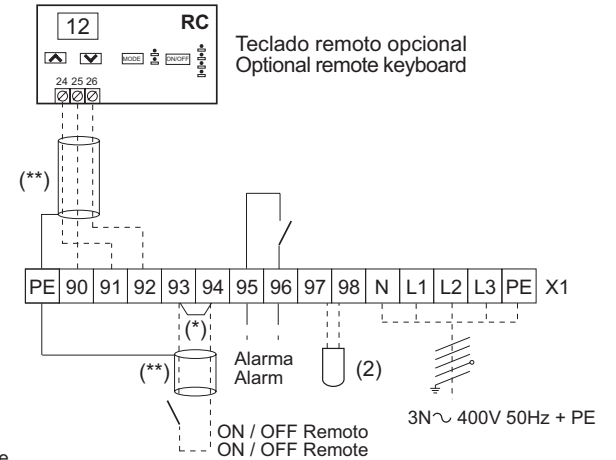 12
RC
MODE
ON/OFF
24 25 26
Teclado remoto opcional
Optional remote keyboard
(**)
PE 90 91 92 93 94 95 96 97 98 N L1 L2 L3 PE X1
(*)
(**)
Alarma
Alarm
(2)
3N∿ 400V 50Hz + PE
ON / OFF Remoto
ON / OFF Remote